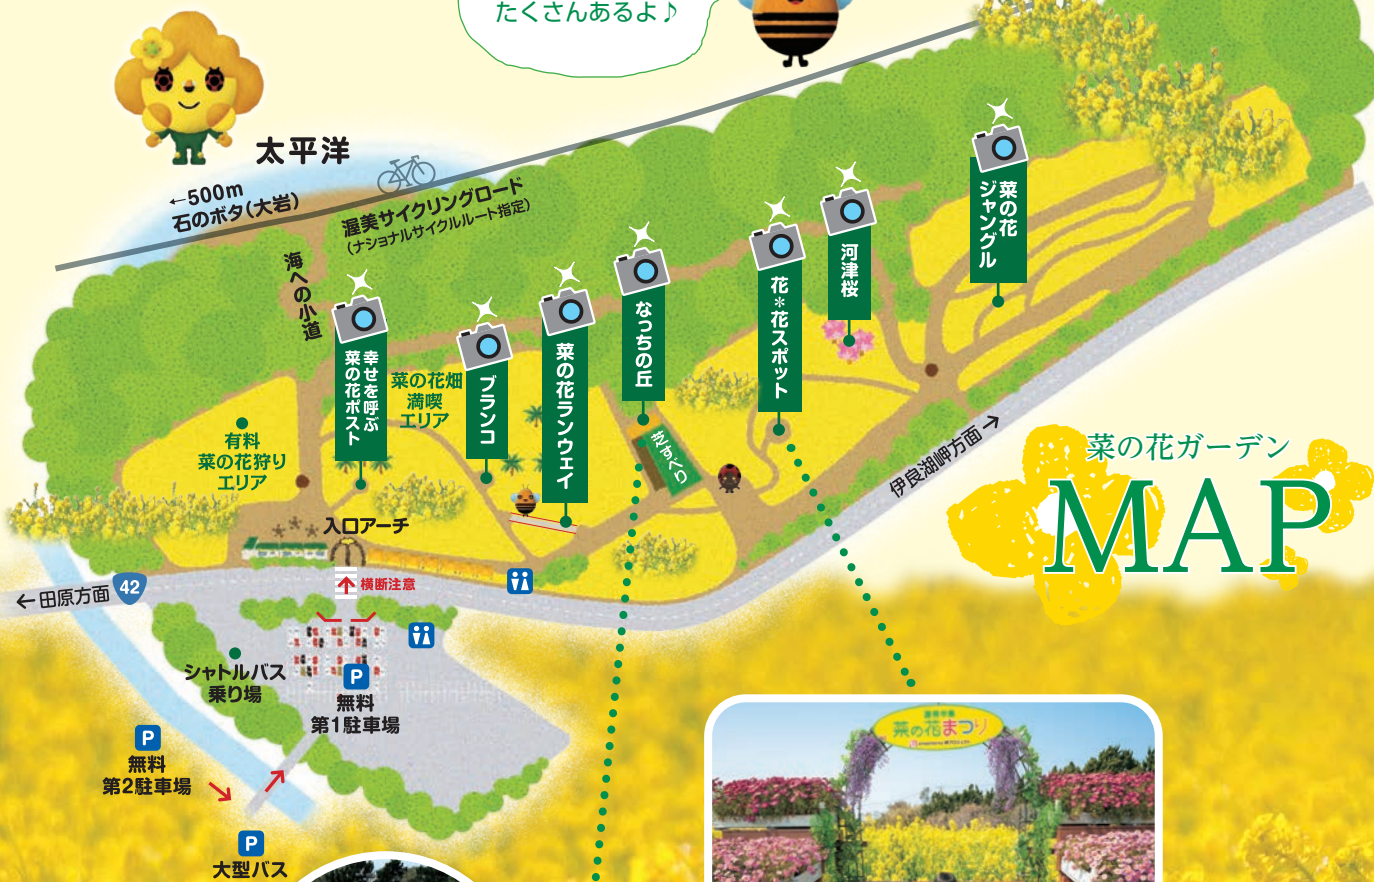 たくさんあるよ♪
太平洋
←500m
石のボタ(大岩)
渥美サイクリングロード
(ナショナルサイクルルート指定)
海への小道
幸せを呼ぶ
菜の花ポスト
菜の花畑
満喫
エリア
ブランコ
菜の花ランウェイ
なっちの丘
芝すべり
花*花スポット
河津桜
菜の花
ジャングル
有料
菜の花狩り
エリア
入口アーチ
横断注意
←田原方面
42
伊良湖岬方面→
菜の花ガーデン
MAP
シャトルバス
乗り場
P
無料
第1駐車場
P
無料
第2駐車場
P
大型バス
菜の花まつり